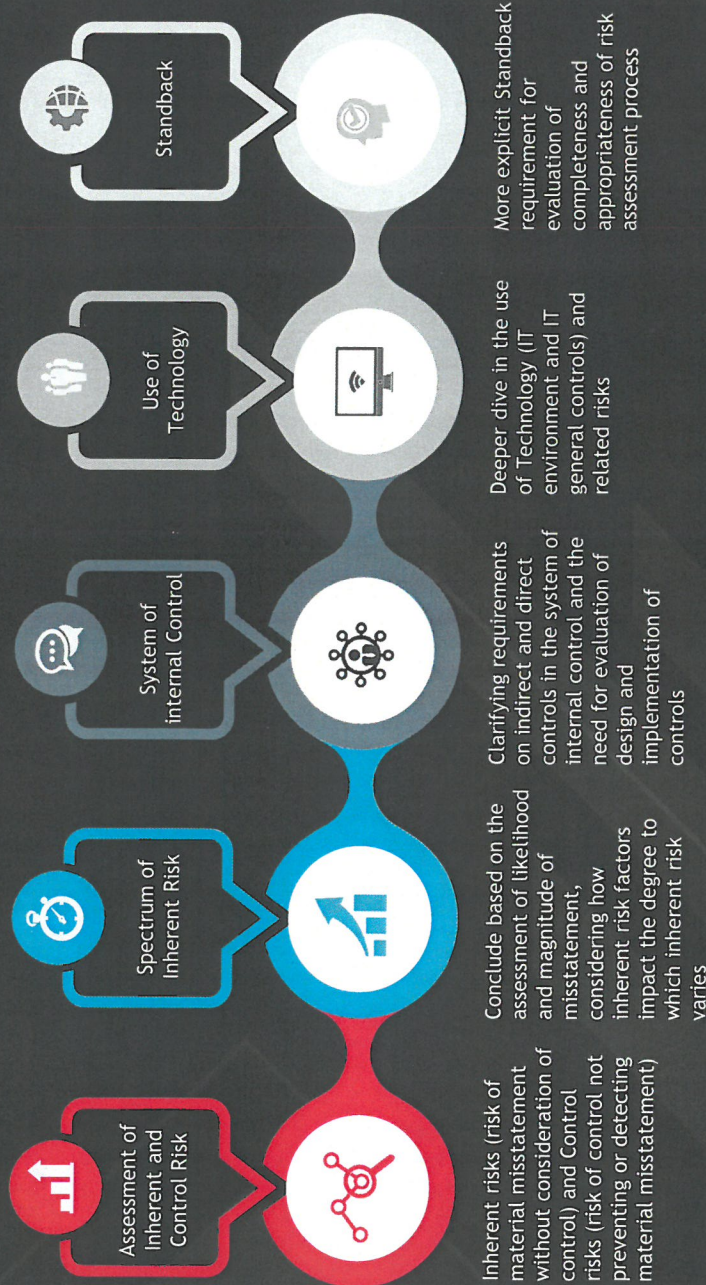 Assessment of
Inherent and
Control Risk
Inherent risks (risk of
material misstatement
without consideration of
control) and Control
risks (risk of control not
preventing or detecting
material misstatement)
Spectrum of
Inherent Risk
Conclude based on the
assessment of likelihood
and magnitude of
misstatement,
considering how
inherent risk factors
impact the degree to
which inherent risk
varies
System of
internal Control
Clarifying requirements
on indirect and direct
controls in the system of
internal control and the
need for evaluation of
design and
implementation of
controls
Use of
Technology
Deeper dive in the use
of Technology (IT
environment and IT
general controls) and
related risks
Standback
More explicit Standback
requirement for
evaluation of
completeness and
appropriateness of risk
assessment process